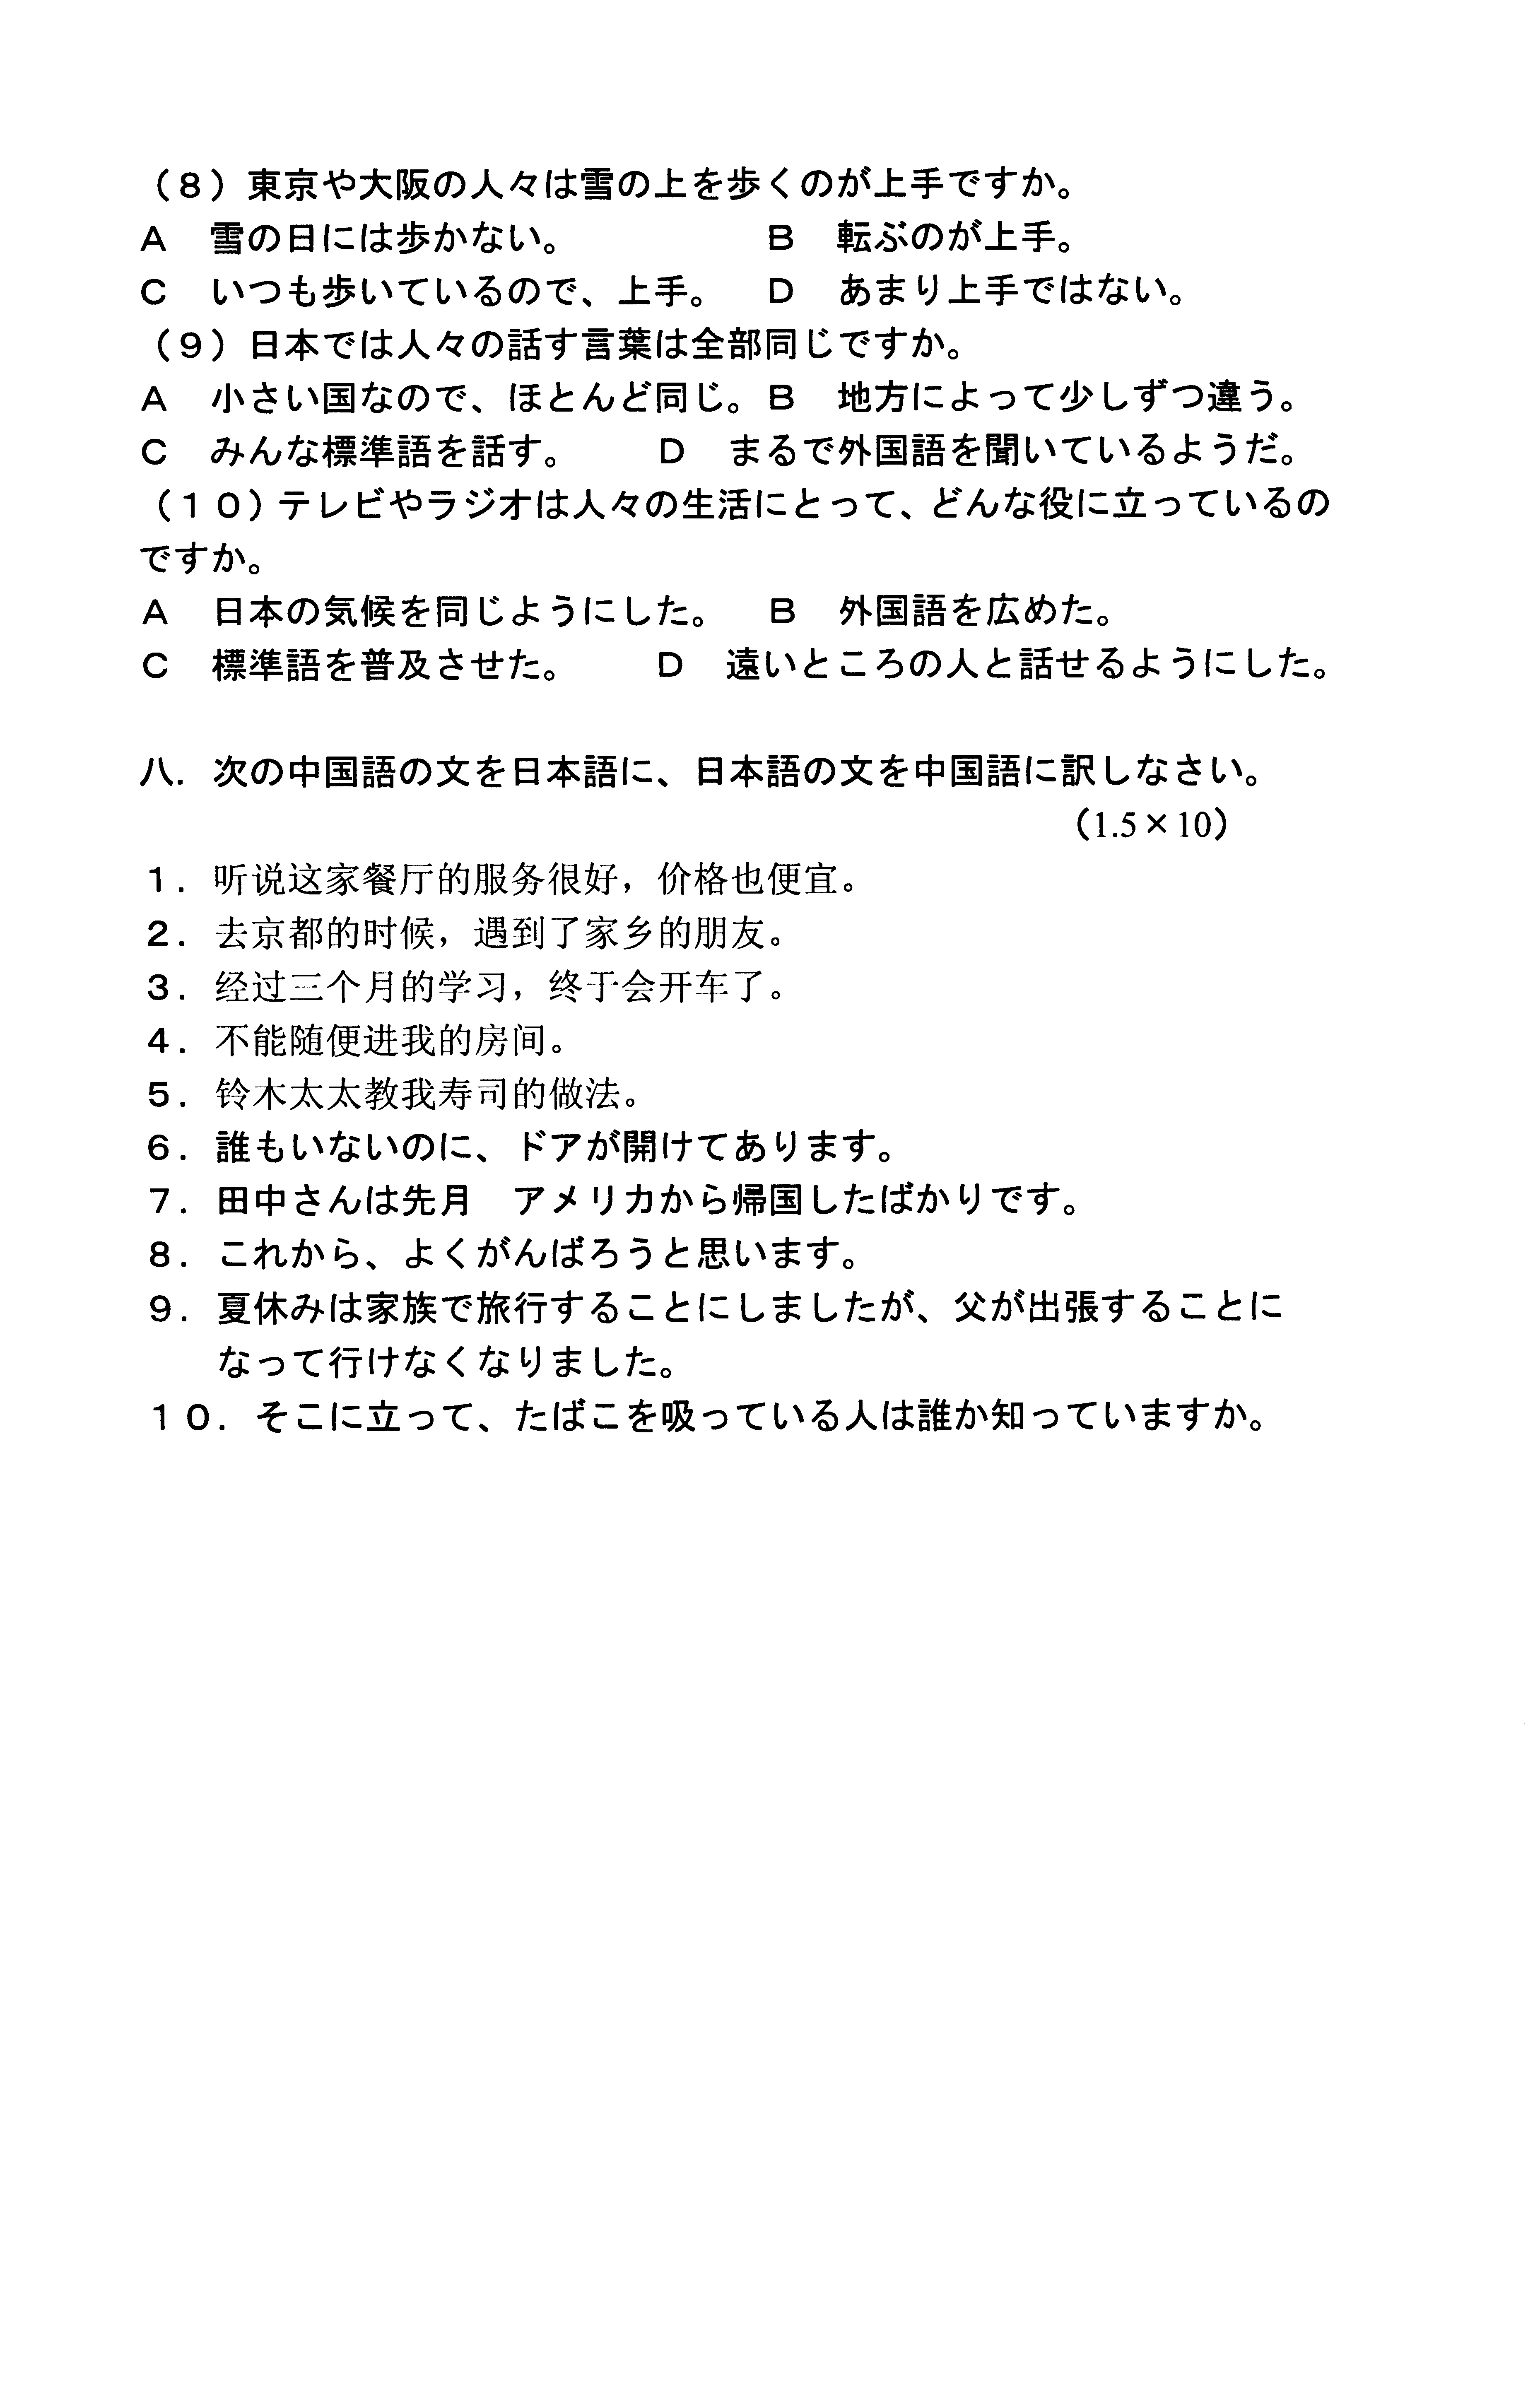 （８）東京や大阪の人々は雪の上を歩くのが上手ですか。
A　雪の日には歩かない。　B　転ぶのが上手。
C　いつも歩いているので、上手。　D　あまり上手ではない。
（９）日本では人々の話す言葉は全部同じですか。
A　小さい国なので、ほとんど同じ。B　地方によって少しずつ違う。
C　みんな標準語を話す。　D　まるで外国語を聞いているようだ。
（１０）テレビやラジオは人々の生活にとって、どんな役に立っているの
ですか。
A　日本の気候を同じようにした。　B　外国語を広めた。
C　標準語を普及させた。　D　遠いところの人と話せるようにした。
八．次の中国語の文を日本語に、日本語の文を中国語に訳しなさい。
（1.5×10）
１．听说这家餐厅的服务很好，价格也便宜。
２．去京都的时候，遇到了家乡的朋友。
３．经过三个月的学习，终于会开车了。
４．不能随便进我的房间。
５．铃木太太教我寿司的做法。
６．誰もいないのに、ドアが開けてあります。
７．田中さんは先月　アメリカから帰国したばかりです。
８．これから、よくがんばろうと思います。
９．夏休みは家族で旅行することにしましたが、父が出張することに
なって行けなくなりました。
１０．そこに立って、たばこを吸っている人は誰か知っていますか。